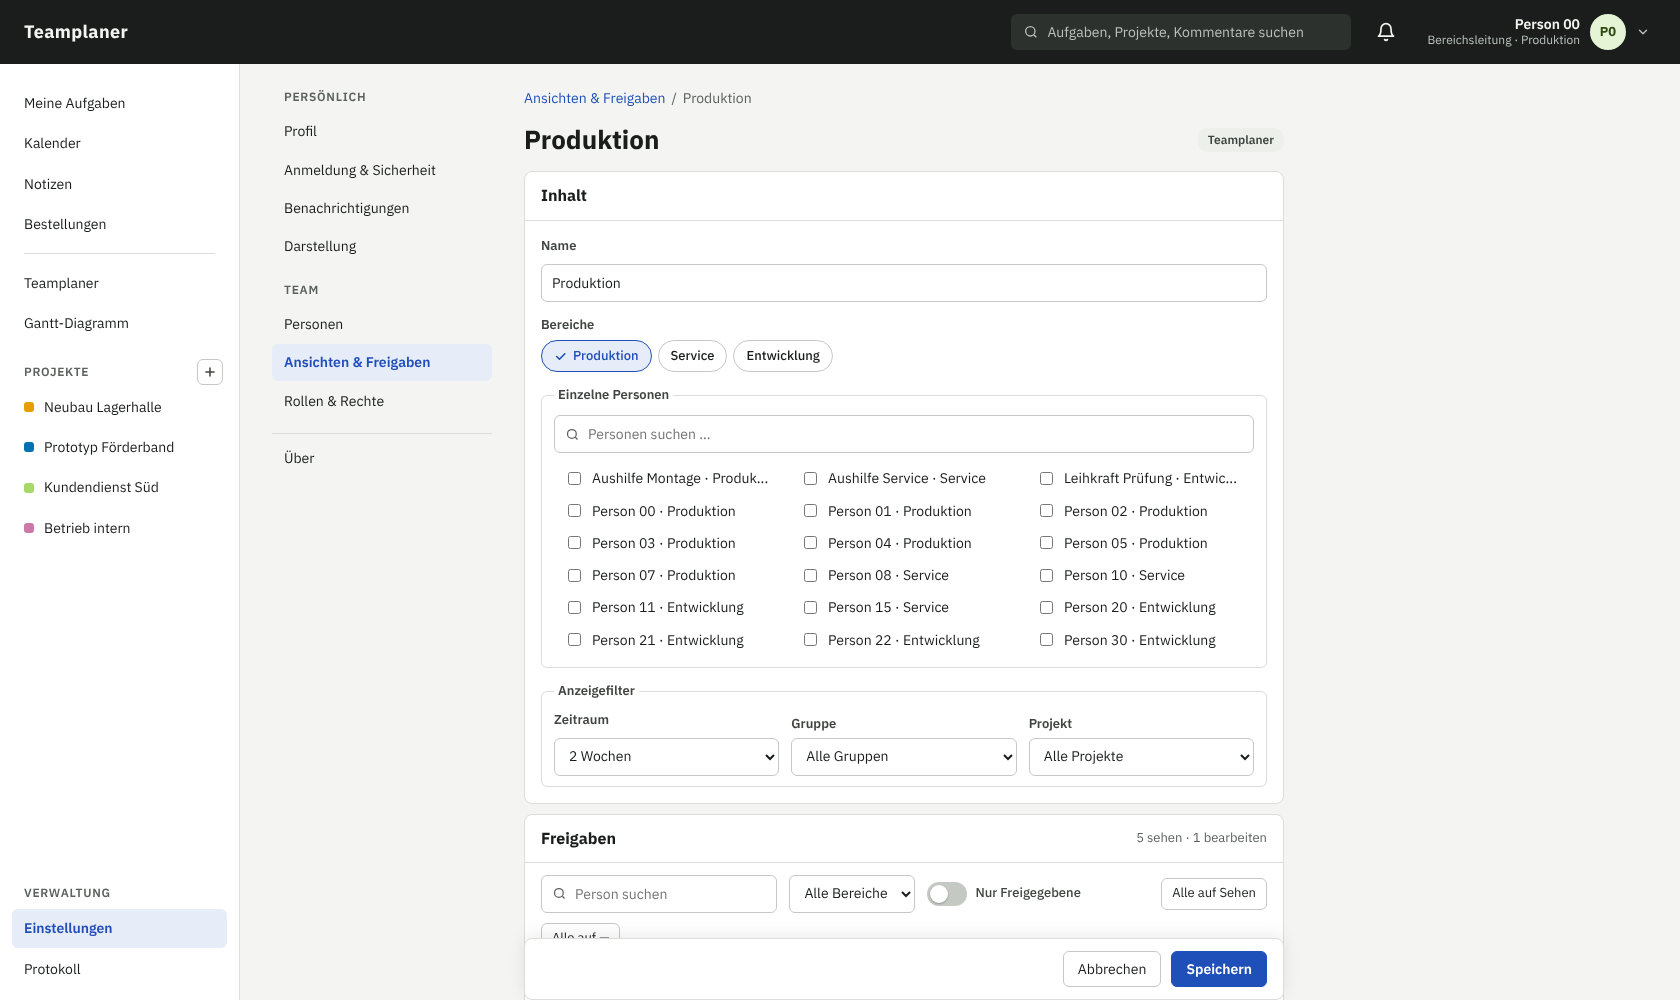 Teamplaner
Aufgaben, Projekte, Kommentare suchen
Person 00
Bereichsleitung · Produktion
P0
Meine Aufgaben
Kalender
Notizen
Bestellungen
Teamplaner
Gantt-Diagramm
PROJEKTE
Neubau Lagerhalle
Prototyp Förderband
Kundendienst Süd
Betrieb intern
VERWALTUNG
Einstellungen
Protokoll
PERSÖNLICH
Profil
Anmeldung & Sicherheit
Benachrichtigungen
Darstellung
TEAM
Personen
Ansichten & Freigaben
Rollen & Rechte
Über
Ansichten & Freigaben / Produktion
Produktion
Teamplaner
Inhalt
Name
Produktion
Bereiche
Produktion Service Entwicklung
Einzelne Personen
Personen suchen …
Aushilfe Montage · Produk… Aushilfe Service · Service Leihkraft Prüfung · Entwic…
Person 00 · Produktion Person 01 · Produktion Person 02 · Produktion
Person 03 · Produktion Person 04 · Produktion Person 05 · Produktion
Person 07 · Produktion Person 08 · Service Person 10 · Service
Person 11 · Entwicklung Person 15 · Service Person 20 · Entwicklung
Person 21 · Entwicklung Person 22 · Entwicklung Person 30 · Entwicklung
Anzeigefilter
Zeitraum Gruppe Projekt
2 Wochen Alle Gruppen Alle Projekte
Freigaben 5 sehen · 1 bearbeiten
Person suchen Alle Bereiche Nur Freigegebene Alle auf Sehen
Alle auf —
Abbrechen Speichern